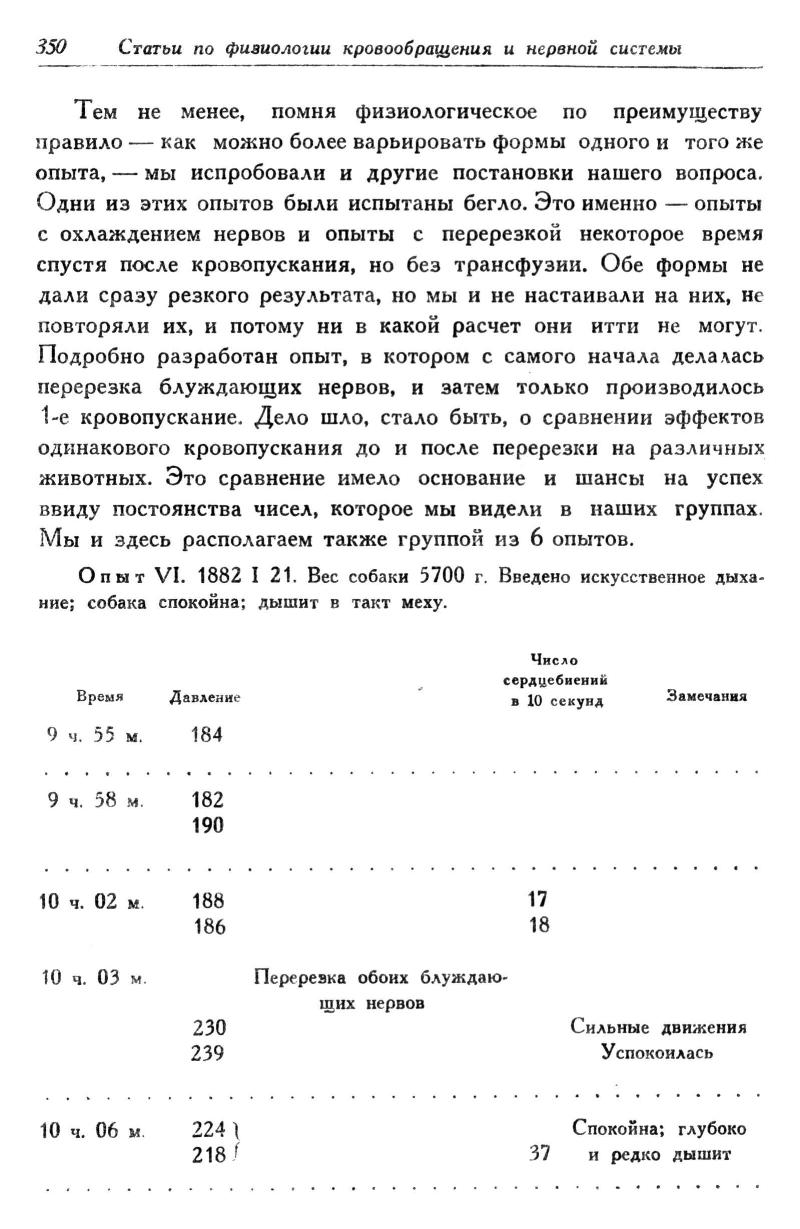 350 Статьи по физиологии кровообращения и нервной системы
Тем не менее, помня физиологическое по преимуществу
правило — как можно более варьировать формы одного и того же
опыта, — мы испробовали и другие постановки нашего вопроса.
Одни из этих опытов были испытаны бегло. Это именно — опыты
с охлаждением нервов и опыты с перерезкой некоторое время
спустя после кровопускания, но без трансфузии. Обе формы не
дали сразу резкого результата, но мы и не настаивали на них, не
повторяли их, и потому ни в какой расчет они итти не могут.
Подробно разработан опыт, в котором с самого начала делалась
перерезка блуждающих нервов, и затем только производилось
1-е кровопускание. Дело шло, стало быть, о сравнении эффектов
одинакового кровопускания до и после перерезки на различных
животных. Это сравнение имело основание и шансы на успех
ввиду постоянства чисел, которое мы видели в наших группах.
Мы и здесь располагаем также группой из 6 опытов.
Опыт VI. 1882 I 21. Вес собаки 5700 г. Введено искусственное дыха-
ние; собака спокойна; дышит в такт меху.
Число
сердцебиений
Время Давление в 10 секунд Замечания
9 ч. 55 м. 184
. . . . . . . . . . . . . . . . . . . . . . . . . . . . . . . . . . .
9 ч. 58 м. 182
190
. . . . . . . . . . . . . . . . . . . . . . . . . . . . . . . . . . .
10 ч. 02 м. 188 17
186 18
10 ч. 03 м. Перерезка обоих блуждаю-
щих нервов
230 Сильные движения
239 Успокоилась
. . . . . . . . . . . . . . . . . . . . . . . . . . . . . . . . . . .
10 ч. 06 м. 224 } Спокойна; глубоко
218 } 37 и редко дышит
. . . . . . . . . . . . . . . . . . . . . . . . . . . . . . . . . . .